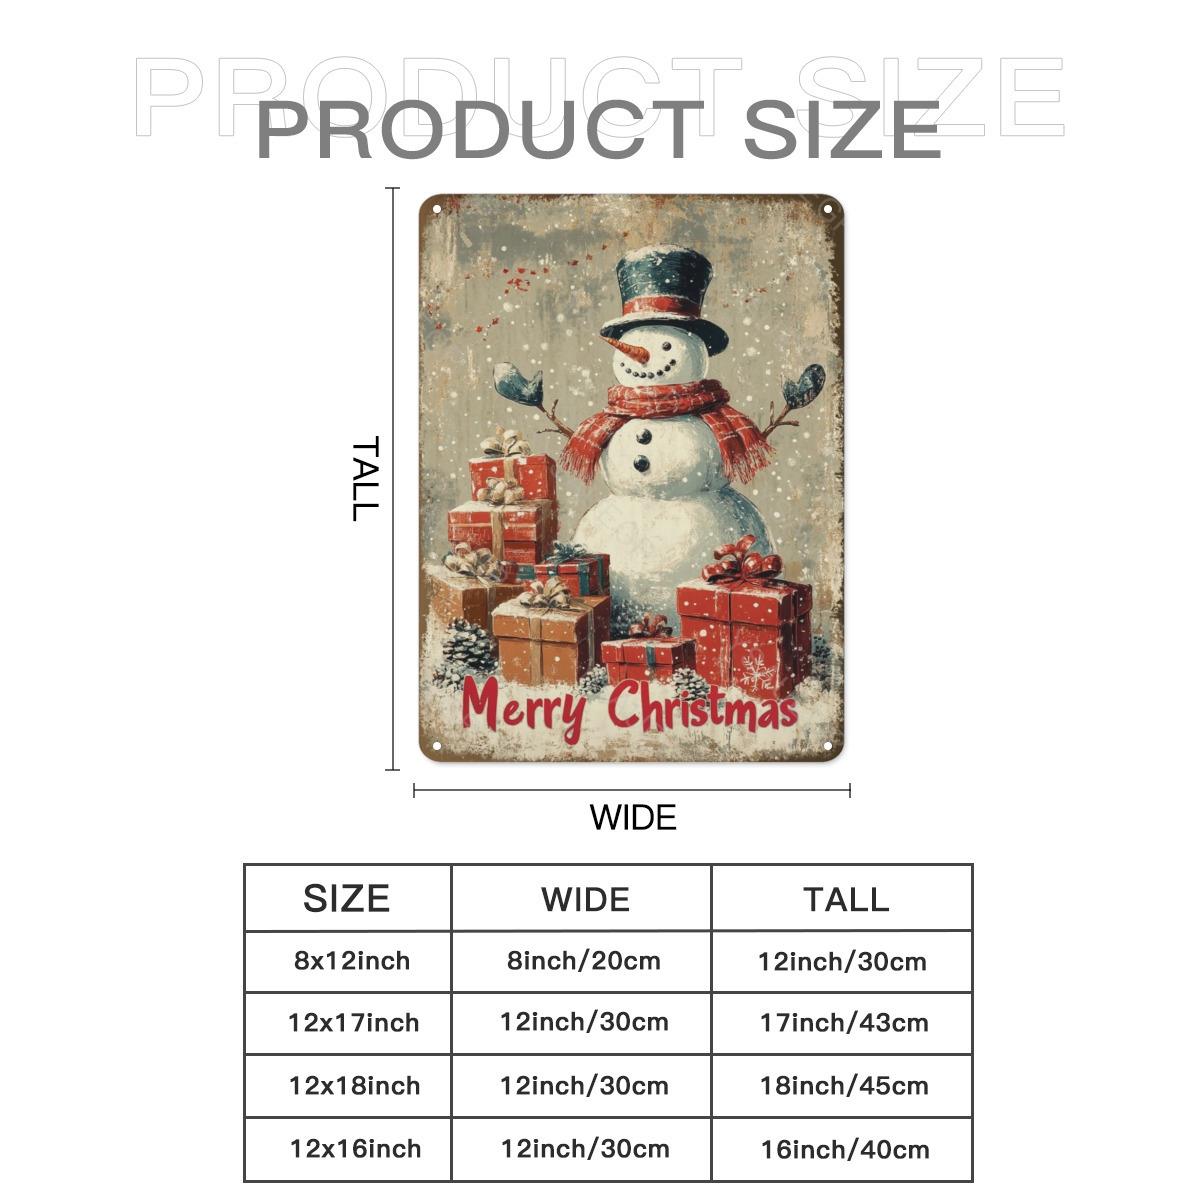 PRODUCT SIZE
PRODUCT SIZE
TALL
Merry Christmas
WIDE
SIZE WIDE TALL
8x12inch 8inch/20cm 12inch/30cm
12x17inch 12inch/30cm 17inch/43cm
12x18inch 12inch/30cm 18inch/45cm
12x16inch 12inch/30cm 16inch/40cm